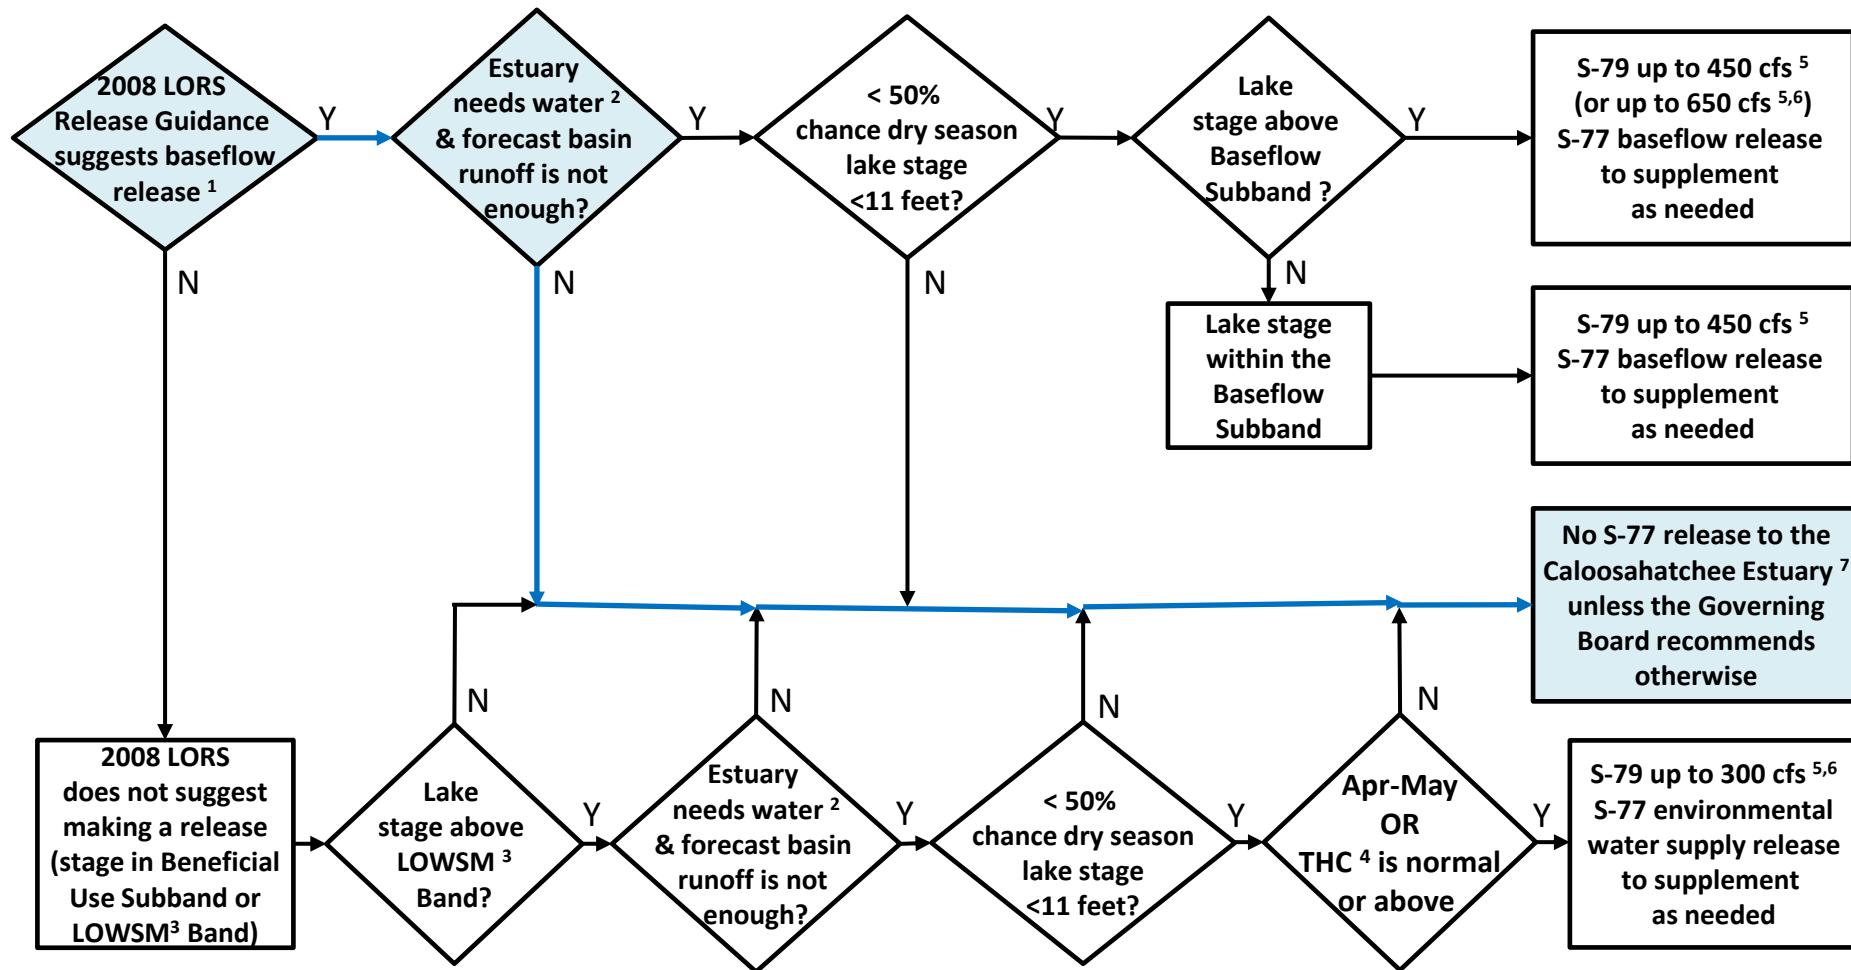 2008 LORS
Release Guidance
suggests baseflow
release 1
Y
N
Estuary
needs water 2
& forecast basin
runoff is not
enough?
Y
N
< 50%
chance dry season
lake stage
<11 feet?
Y
N
Lake
stage above
Baseflow
Subband ?
Y
N
S-79 up to 450 cfs 5
(or up to 650 cfs 5,6)
S-77 baseflow release
to supplement
as needed
Lake stage
within the
Baseflow
Subband
S-79 up to 450 cfs 5
S-77 baseflow release
to supplement
as needed
No S-77 release to the
Caloosahatchee Estuary 7
unless the Governing
Board recommends
otherwise
2008 LORS
does not suggest
making a release
(stage in Beneficial
Use Subband or
LOWSM3 Band)
N
Lake
stage above
LOWSM 3
Band?
Y
N
Estuary
needs water 2
& forecast basin
runoff is not
enough?
Y
N
< 50%
chance dry season
lake stage
<11 feet?
Y
N
Apr-May
OR
THC 4 is normal
or above
Y
S-79 up to 300 cfs 5,6
S-77 environmental
water supply release
to supplement
as needed